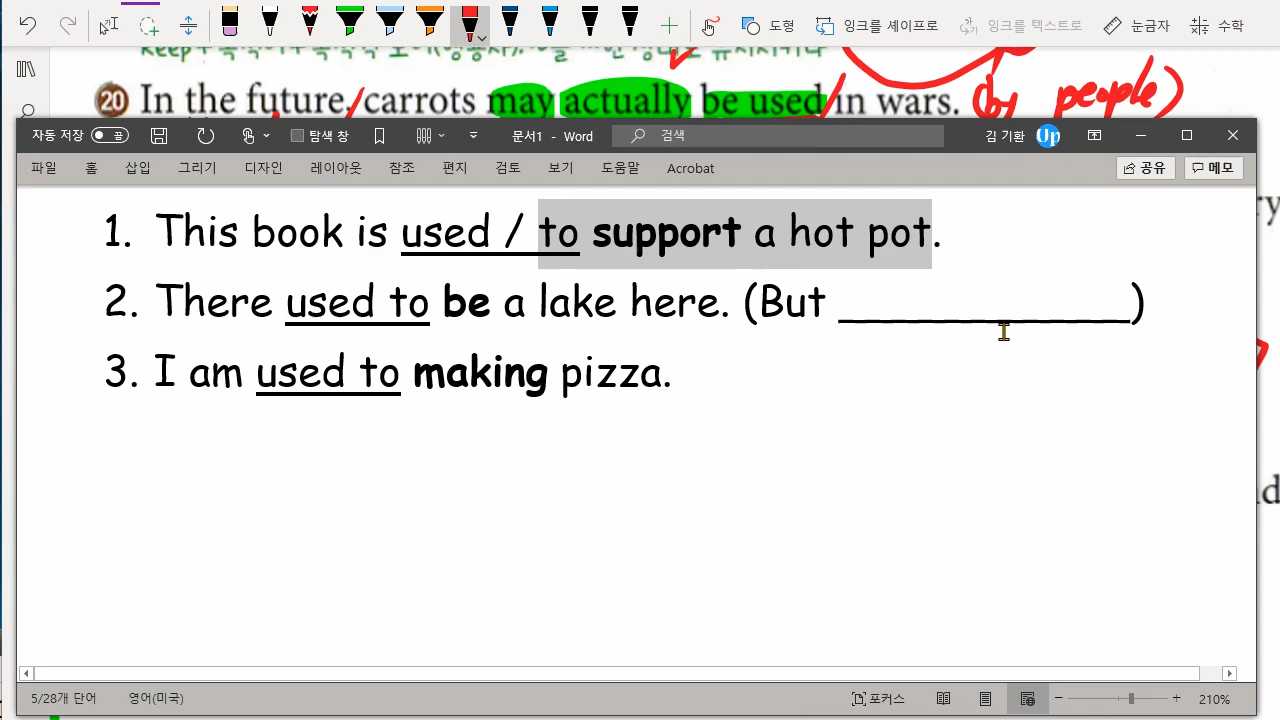 도형
잉크를 셰이프로
잉크를 텍스트로
눈금자
수학
20 In the future, carrots may actually be used in wars. (by people)
자동 저장
끔
탐색 창
문서1 - Word
검색
김 기환
Up
파일 홈 삽입 그리기 디자인 레이아웃 참조 편지 검토 보기 도움말 Acrobat
공유 메모
1. This book is used / to support a hot pot.
2. There used to be a lake here. (But ___________)
3. I am used to making pizza.
5/28개 단어 영어(미국) 포커스 210%